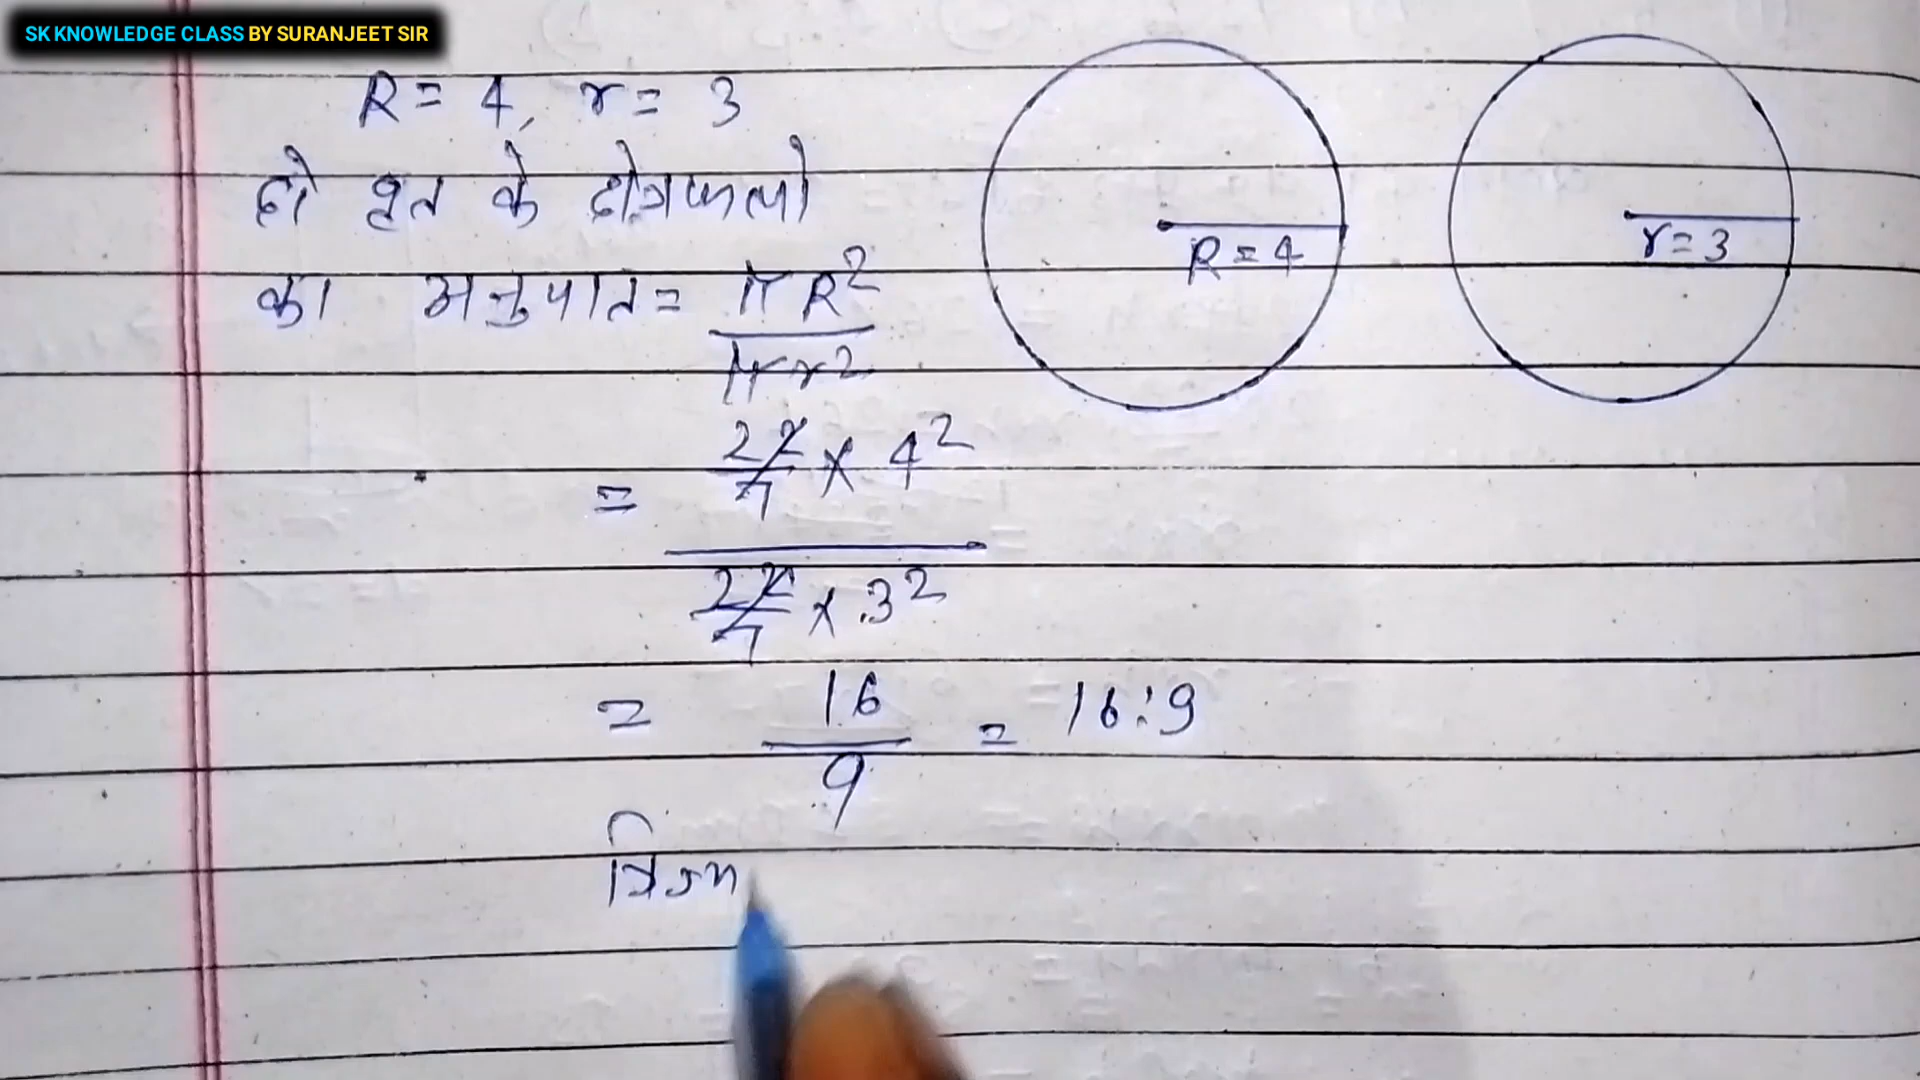 SK KNOWLEDGE CLASS BY SURANJEET SIR
R = 4, r = 3
दो वृत के क्षेत्रफलो
का अनुपात = πR²
πr²
R = 4
r = 3
= 22/7 × 4²
22/7 × 3²
= 16/9 = 16:9